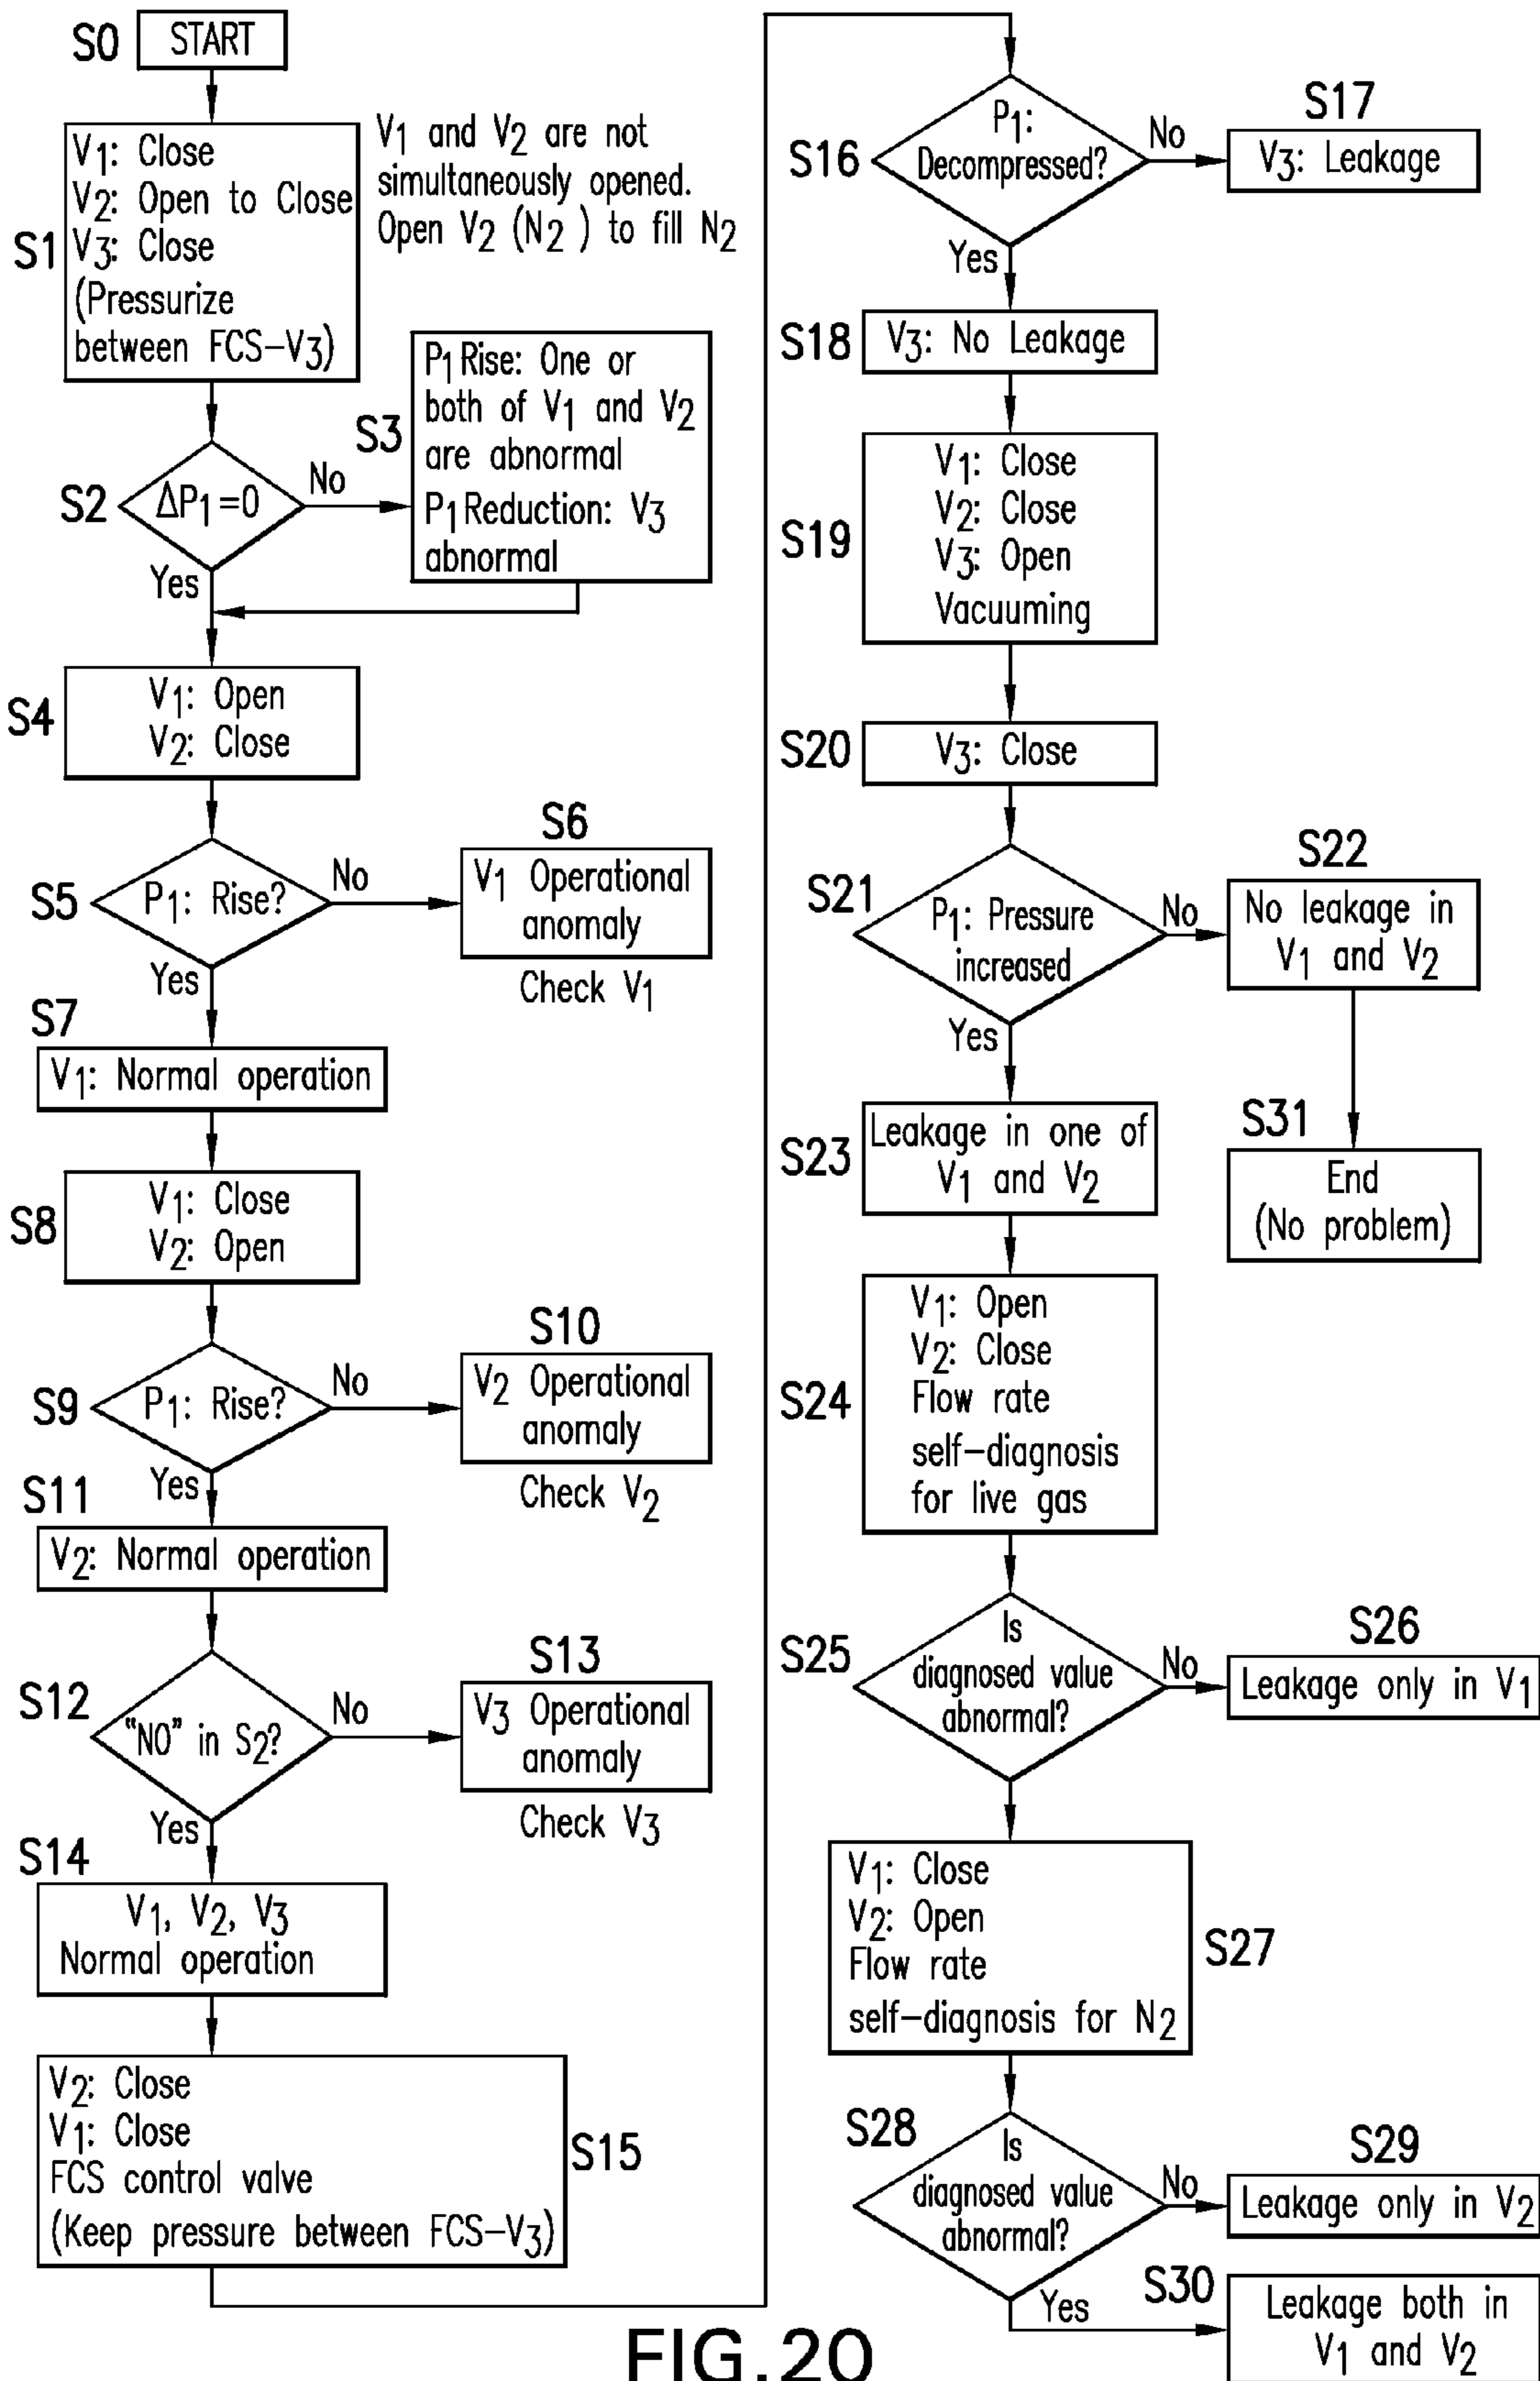 S0
START
S1
V1: Close
V2: Open to Close
V3: Close
(Pressurize
between FCS-V3)
V1 and V2 are not
simultaneously opened.
Open V2 (N2 ) to fill N2
S2
ΔP1=0
No
Yes
S3
P1 Rise: One or
both of V1 and V2
are abnormal
P1 Reduction: V3
abnormal
S4
V1: Open
V2: Close
S5
P1: Rise?
No
Yes
S6
V1 Operational
anomaly
Check V1
S7
V1: Normal operation
S8
V1: Close
V2: Open
S9
P1: Rise?
No
Yes
S10
V2 Operational
anomaly
Check V2
S11
V2: Normal operation
S12
"NO" in S2?
No
Yes
S13
V3 Operational
anomaly
Check V3
S14
V1, V2, V3
Normal operation
S15
V2: Close
V1: Close
FCS control valve
(Keep pressure between FCS-V3)
S16
P1:
Decompressed?
No
Yes
S17
V3: Leakage
S18
V3: No Leakage
S19
V1: Close
V2: Close
V3: Open
Vacuuming
S20
V3: Close
S21
P1: Pressure
increased
No
Yes
S22
No leakage in
V1 and V2
S31
End
(No problem)
S23
Leakage in one of
V1 and V2
S24
V1: Open
V2: Close
Flow rate
self-diagnosis
for live gas
S25
Is
diagnosed value
abnormal?
No
S26
Leakage only in V1
S27
V1: Close
V2: Open
Flow rate
self-diagnosis for N2
S28
Is
diagnosed value
abnormal?
No
Yes
S29
Leakage only in V2
S30
Leakage both in
V1 and V2
FIG.20